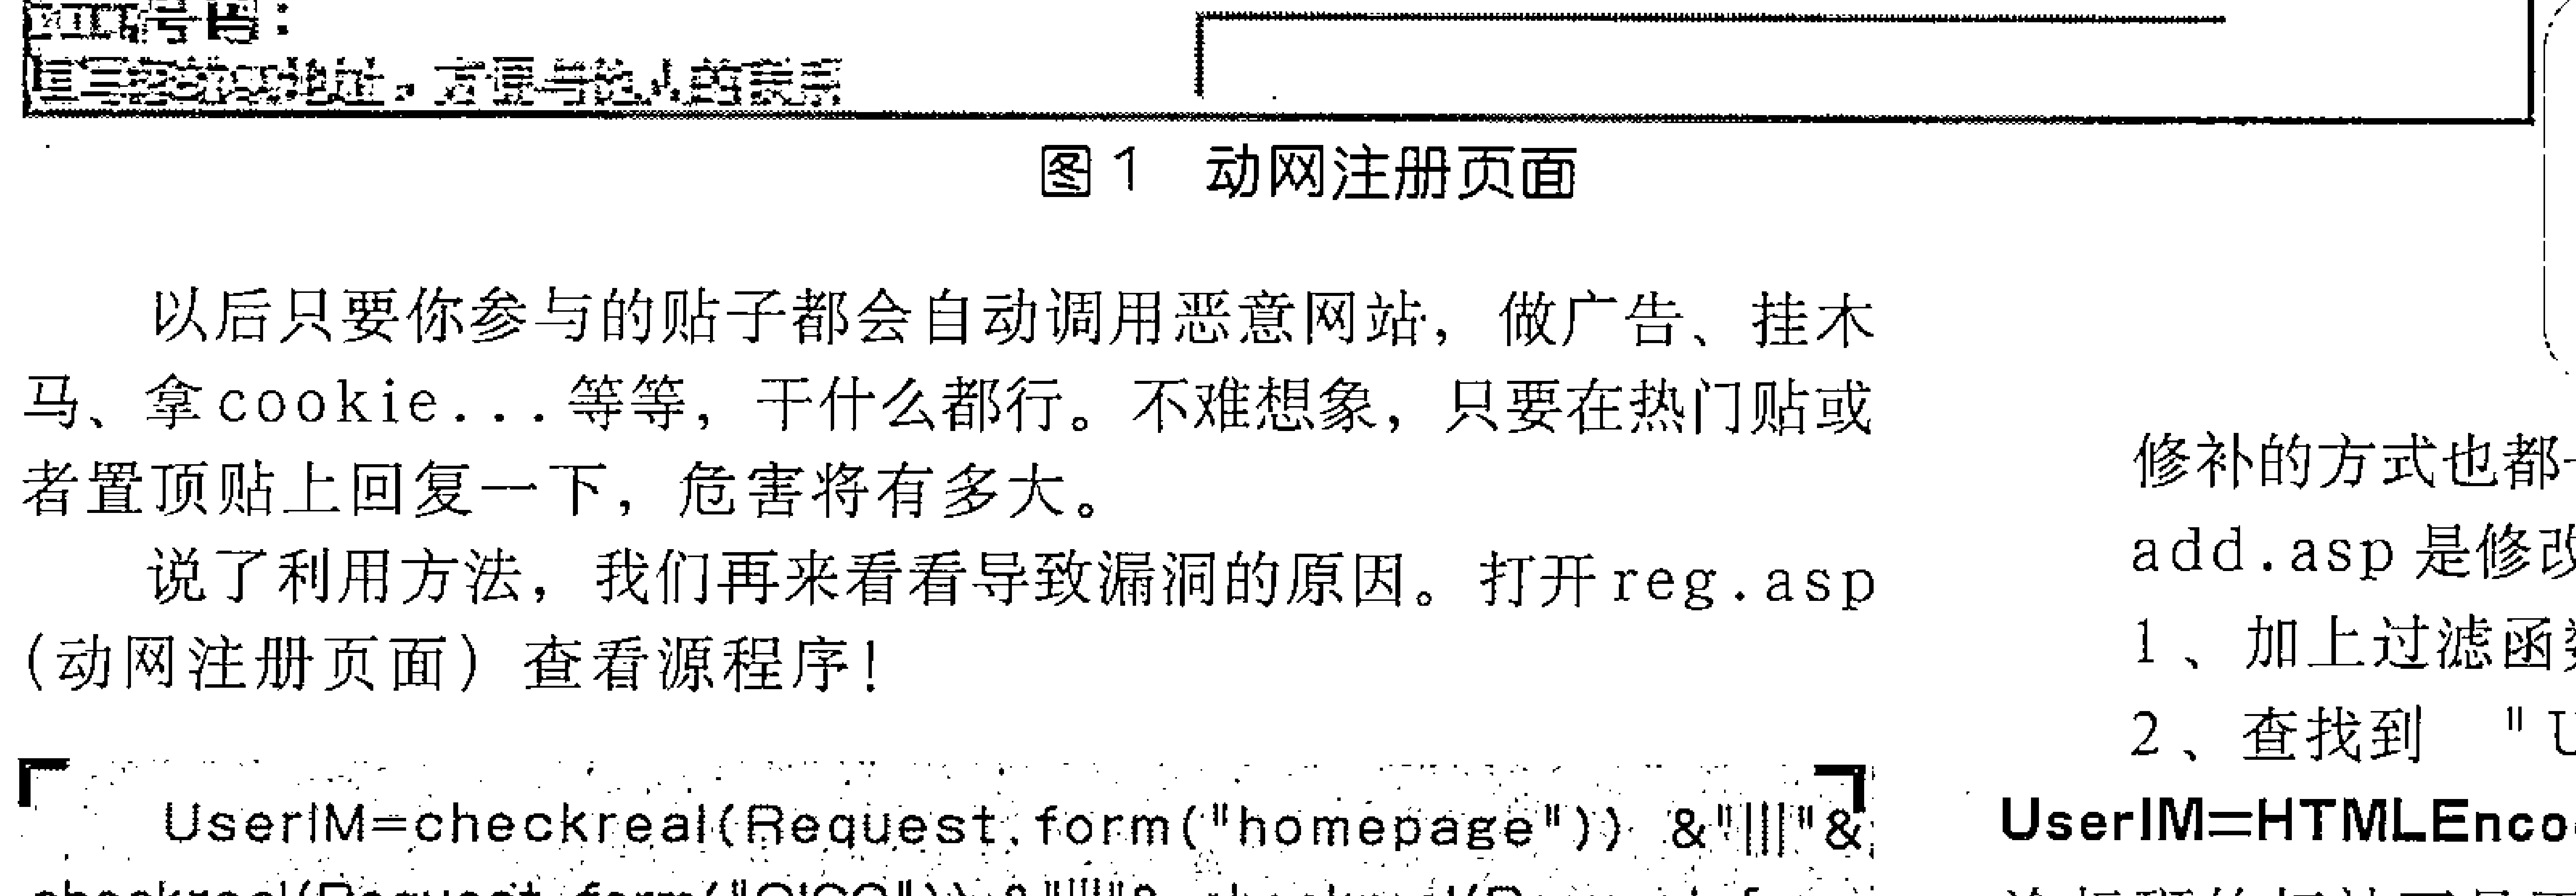 图1 动网注册页面
以后只要你参与的贴子都会自动调用恶意网站，做广告、挂木
马、拿cookie...等等，干什么都行。不难想象，只要在热门贴或
者置顶贴上回复一下，危害将有多大。
说了利用方法，我们再来看看导致漏洞的原因。打开reg.asp
(动网注册页面) 查看源程序！
UserIM=checkreal(Request.form("homepage")) &"|||"&
修补的方式也都
add.asp 是修改
1、加上过滤函数
2、查找到 "U
UserIM=HTMLEnco